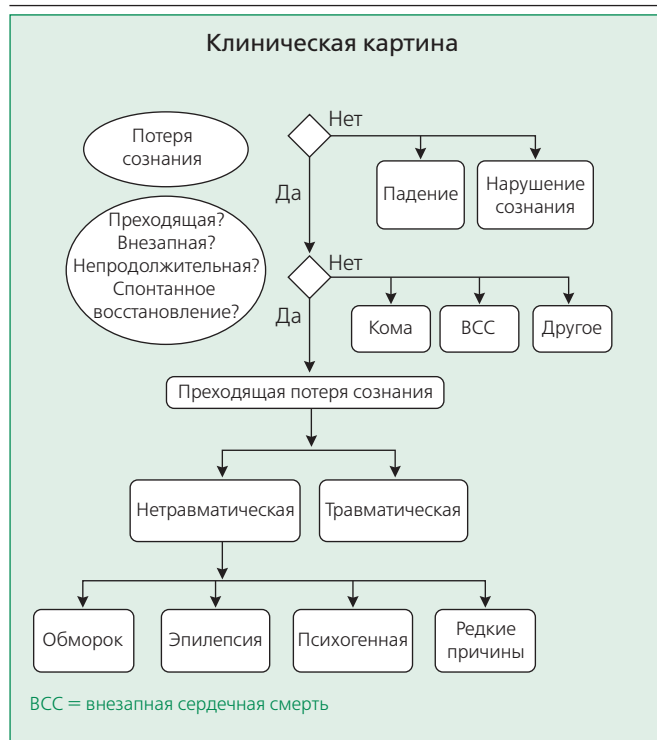 Клиническая картина
Потеря
сознания
Нет
Падение
Нарушение
сознания
Да
Преходящая?
Внезапная?
Непродолжительная?
Спонтанное
восстановление?
Нет
Кома
ВСС
Другое
Да
Преходящая потеря сознания
Нетравматическая
Травматическая
Обморок
Эпилепсия
Психогенная
Редкие
причины
ВСС = внезапная сердечная смерть